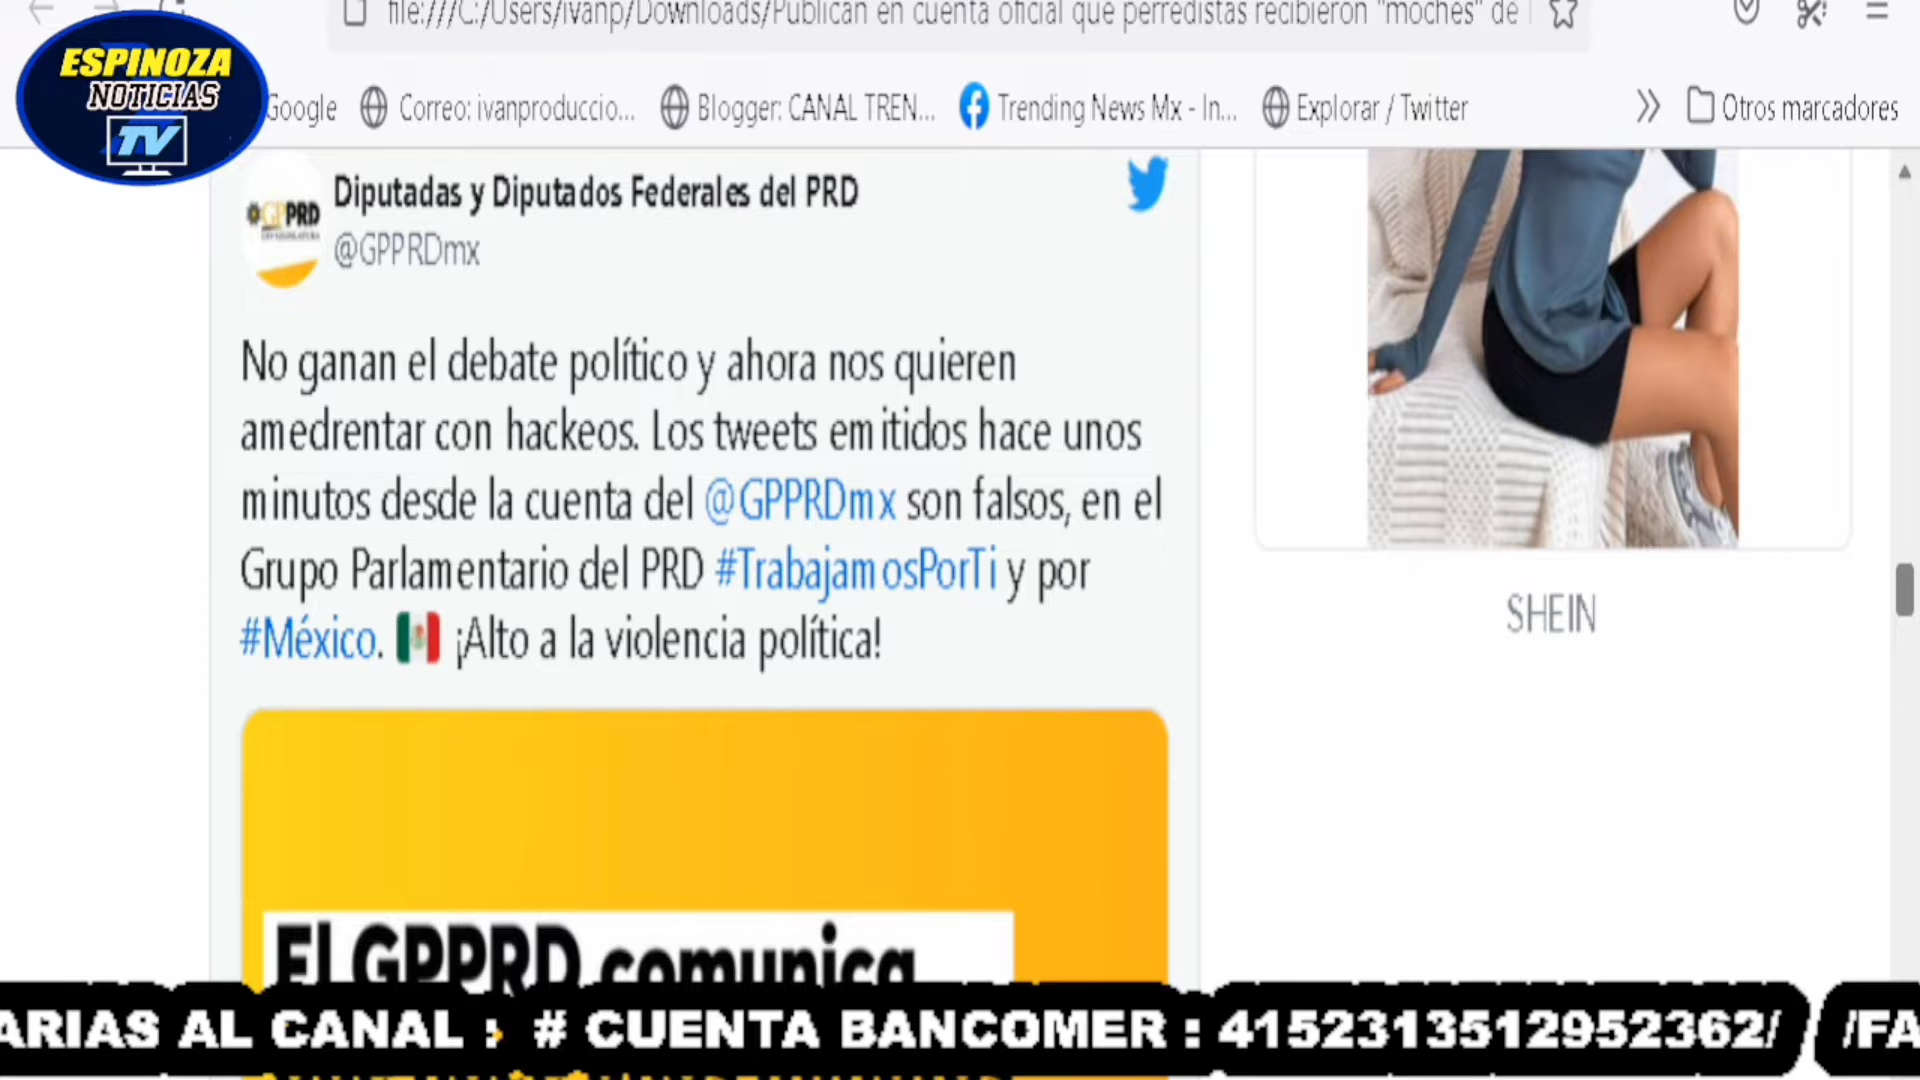 file:///C:/Users/ivanp/Downloads/Publican en cuenta oficial que perredistas recibieron "moches" de
ESPINOZA
NOTICIAS
TV
Google
Correo: ivanproduccio...
Blogger: CANAL TREN...
Trending News Mx - In...
Explorar / Twitter
Otros marcadores
GPPRD
Diputadas y Diputados Federales del PRD
@GPPRDmx
No ganan el debate político y ahora nos quieren
amedrentar con hackeos. Los tweets emitidos hace unos
minutos desde la cuenta del @GPPRDmx son falsos, en el
Grupo Parlamentario del PRD #TrabajamosPorTi y por
#México. 🇲🇽 ¡Alto a la violencia política!
SHEIN
El GPPRD comunica
ARIAS AL CANAL : # CUENTA BANCOMER : 4152313512952362/ /FA